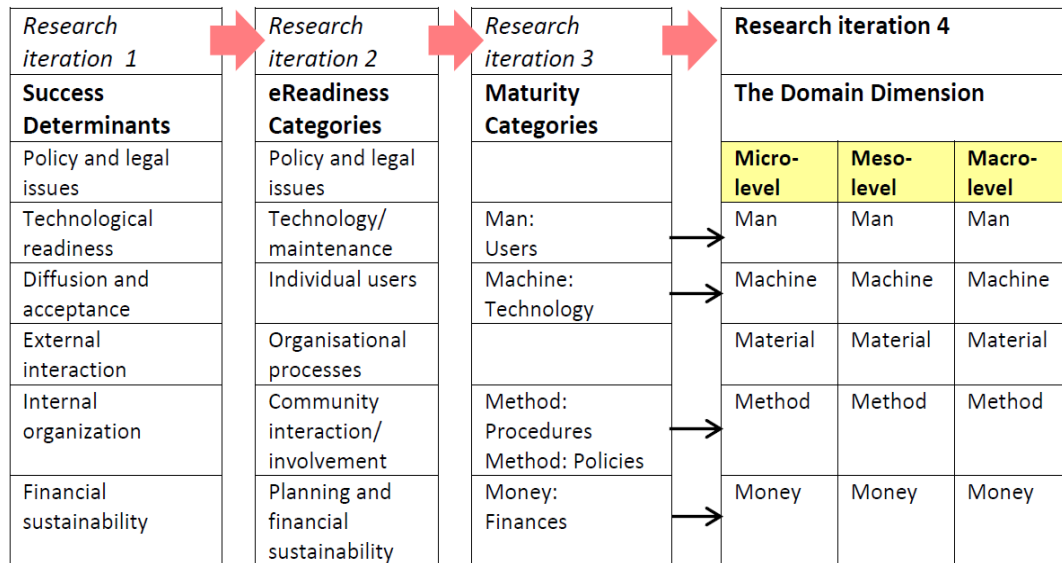 Research
iteration 1
Research
iteration 2
Research
iteration 3
Research iteration 4
Success
Determinants
eReadiness
Categories
Maturity
Categories
The Domain Dimension
Policy and legal
issues
Policy and legal
issues
Micro-
level
Meso-
level
Macro-
level
Technological
readiness
Technology/
maintenance
Man:
Users
Man
Man
Man
Diffusion and
acceptance
Individual users
Machine:
Technology
Machine
Machine
Machine
External
interaction
Organisational
processes
Material
Material
Material
Internal
organization
Community
interaction/
involvement
Method:
Procedures
Method: Policies
Method
Method
Method
Financial
sustainability
Planning and
financial
sustainability
Money:
Finances
Money
Money
Money